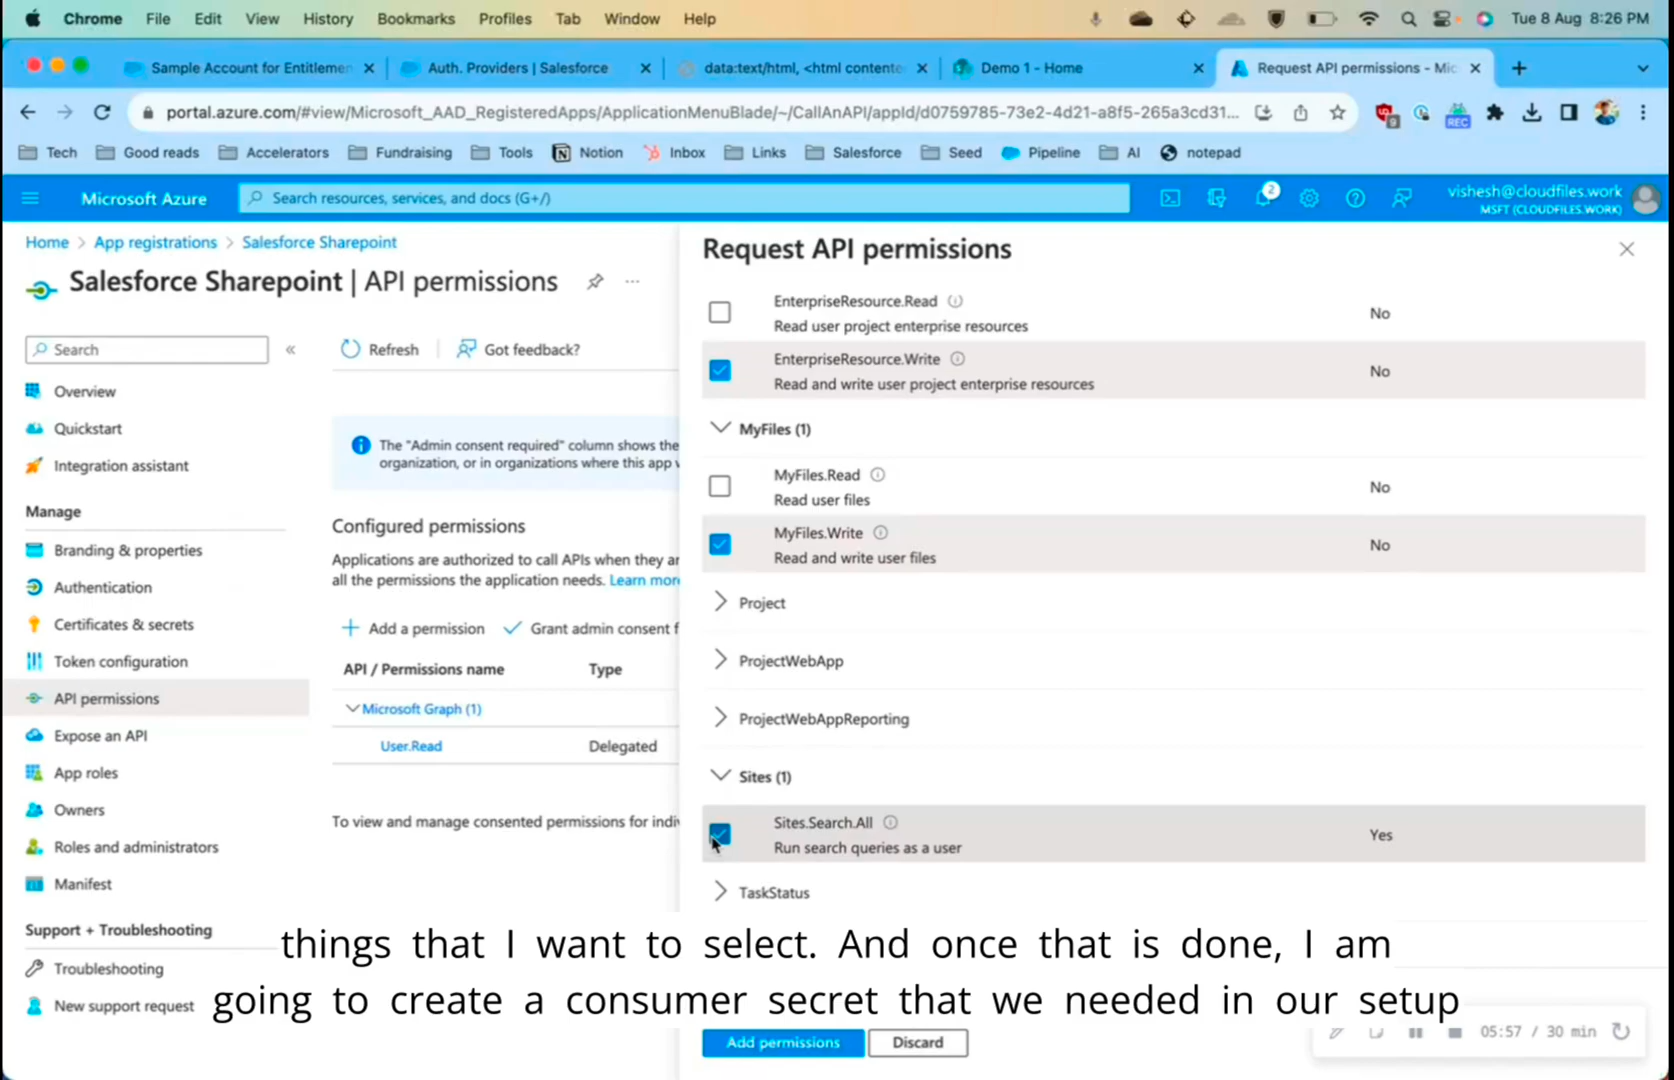 Chrome File Edit View History Bookmarks Profiles Tab Window Help Tue 8 Aug 8:26 PM
Sample Account for Entitlemen Auth. Providers | Salesforce data:text/html, <html contente Demo 1 - Home Request API permissions - Mic
portal.azure.com/#view/Microsoft_AAD_RegisteredApps/ApplicationMenuBlade/~/CallAnAPI/appId/d0759785-73e2-4d21-a8f5-265a3cd31... 9 REC
Tech Good reads Accelerators Fundraising Tools Notion Inbox Links Salesforce Seed Pipeline AI notepad
Microsoft Azure Search resources, services, and docs (G+/) 2 vishesh@cloudfiles.work
MSFT (CLOUDFILES.WORK)
Home > App registrations > Salesforce Sharepoint
Salesforce Sharepoint | API permissions
Search
Overview
Quickstart
Integration assistant
Manage
Branding & properties
Authentication
Certificates & secrets
Token configuration
API permissions
Expose an API
App roles
Owners
Roles and administrators
Manifest
Support + Troubleshooting
Troubleshooting
New support request
Refresh Got feedback?
The "Admin consent required" column shows the
organization, or in organizations where this app w
Configured permissions
Applications are authorized to call APIs when they ar
all the permissions the application needs. Learn more
Add a permission Grant admin consent f
API / Permissions name Type
Microsoft Graph (1)
User.Read Delegated
To view and manage consented permissions for indiv
Request API permissions
EnterpriseResource.Read
Read user project enterprise resources
No
EnterpriseResource.Write
Read and write user project enterprise resources
No
MyFiles (1)
MyFiles.Read
Read user files
No
MyFiles.Write
Read and write user files
No
Project
ProjectWebApp
ProjectWebAppReporting
Sites (1)
Sites.Search.All
Run search queries as a user
Yes
TaskStatus
things that I want to select. And once that is done, I am
going to create a consumer secret that we needed in our setup
Add permissions Discard
05:57 / 30 min